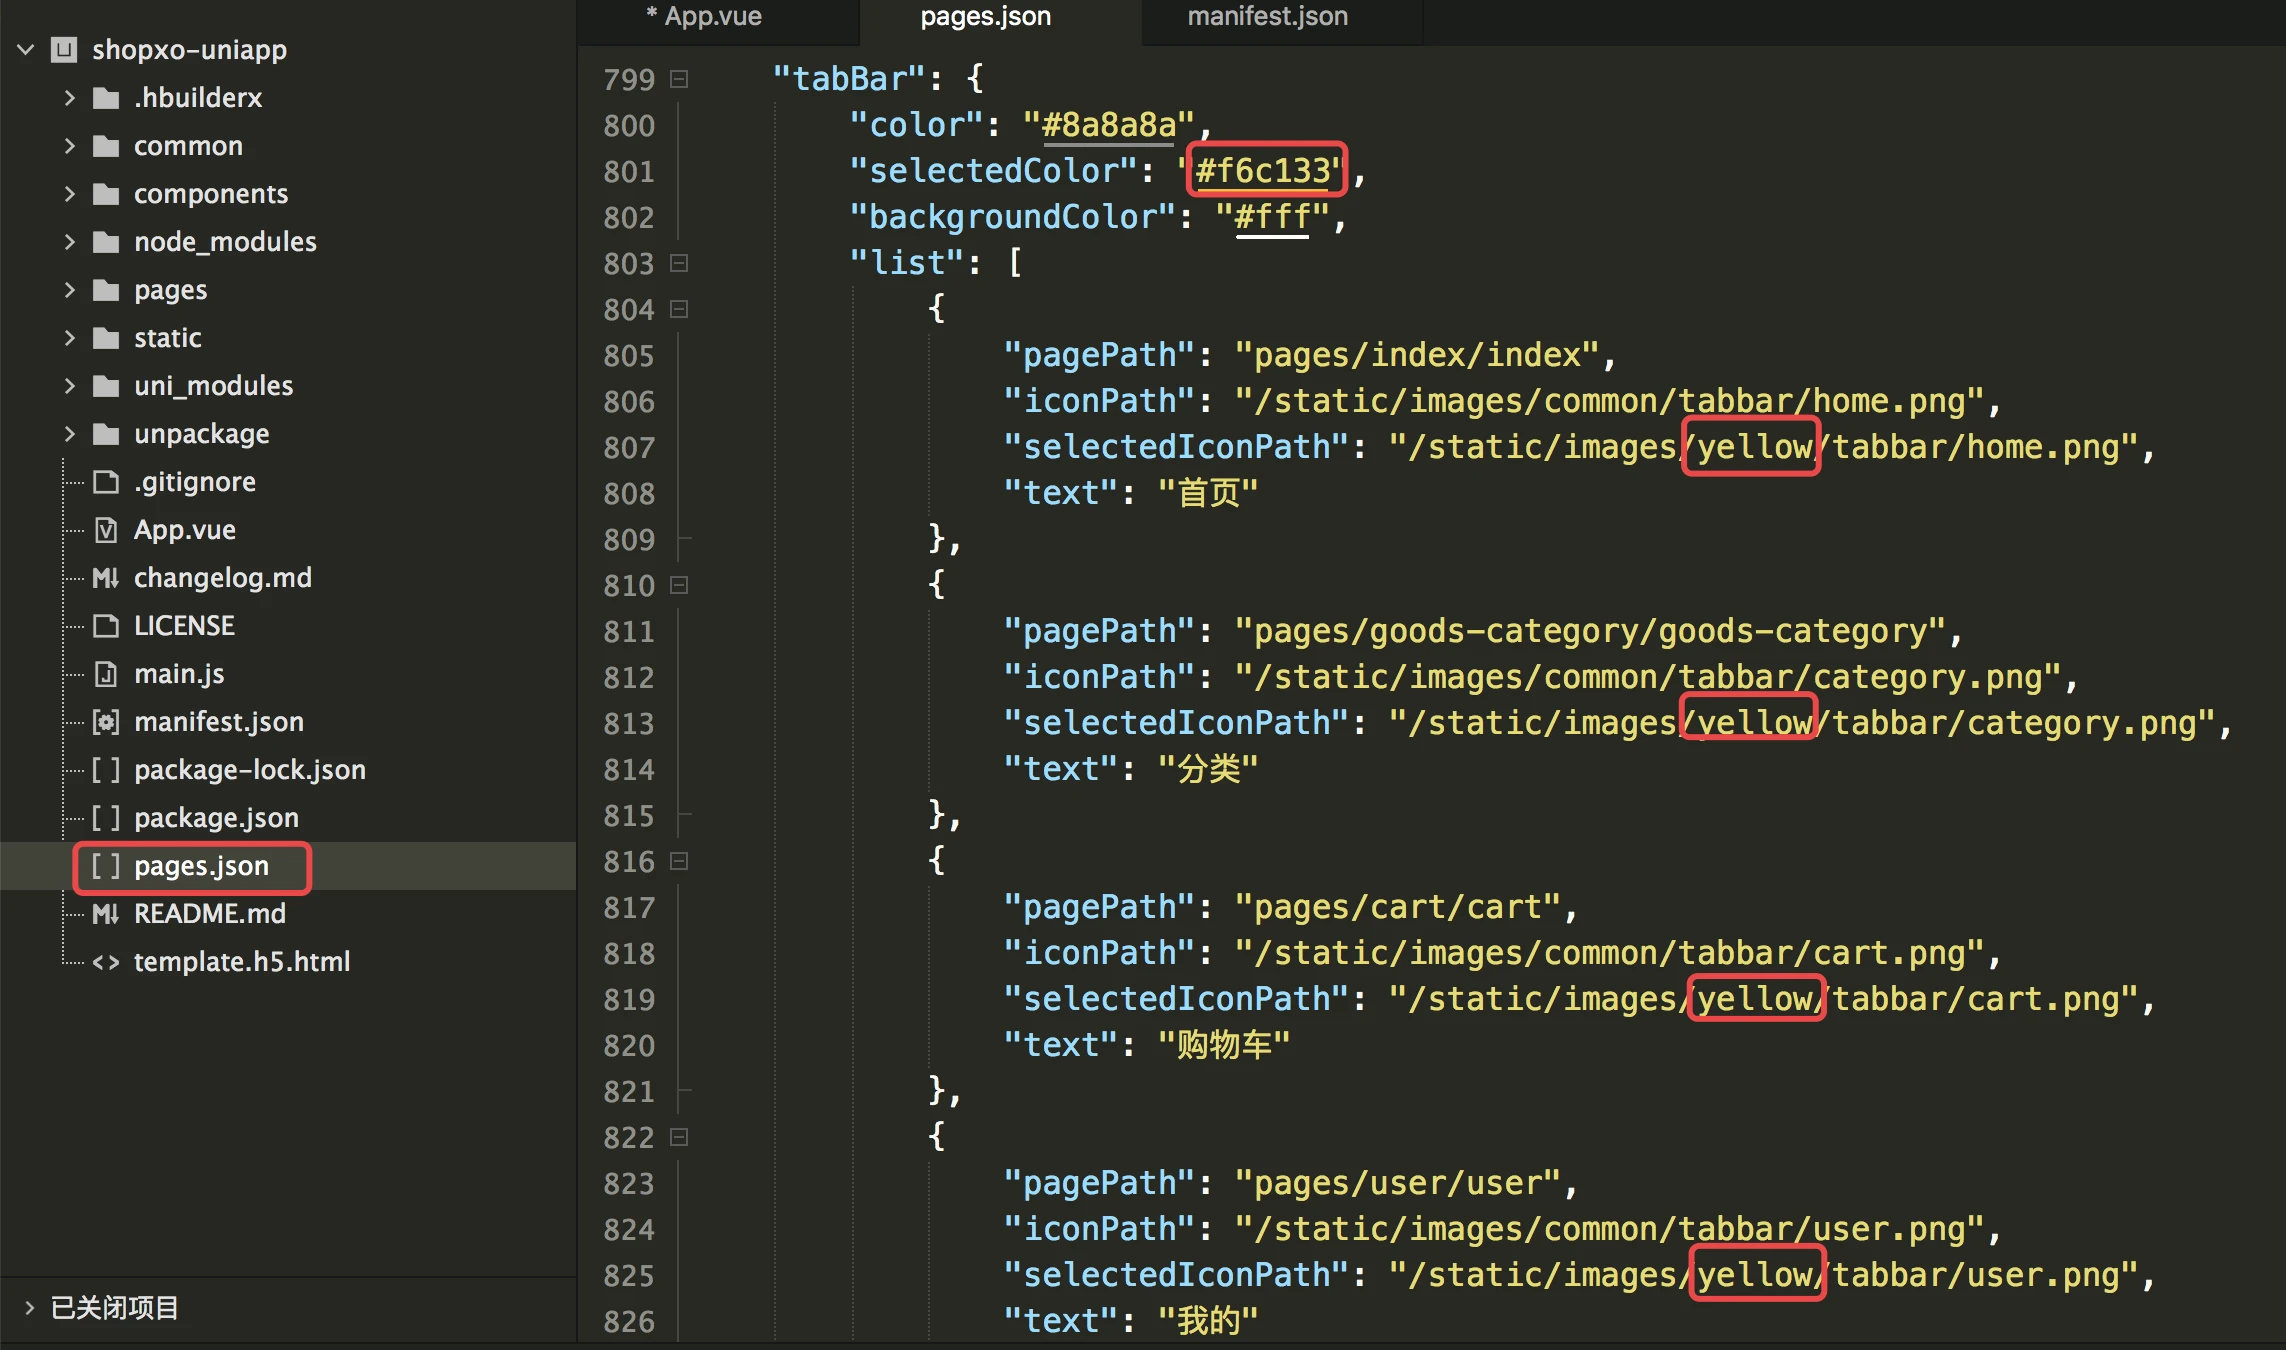 shopxo-uniapp
.hbuilderx
common
components
node_modules
pages
static
uni_modules
unpackage
.gitignore
App.vue
changelog.md
LICENSE
main.js
manifest.json
package-lock.json
package.json
pages.json
README.md
template.h5.html
已关闭项目
* App.vue
pages.json
manifest.json
799 "tabBar": {
800 "color": "#8a8a8a",
801 "selectedColor": "#f6c133",
802 "backgroundColor": "#fff",
803 "list": [
804 {
805 "pagePath": "pages/index/index",
806 "iconPath": "/static/images/common/tabbar/home.png",
807 "selectedIconPath": "/static/images/yellow/tabbar/home.png",
808 "text": "首页"
809 },
810 {
811 "pagePath": "pages/goods-category/goods-category",
812 "iconPath": "/static/images/common/tabbar/category.png",
813 "selectedIconPath": "/static/images/yellow/tabbar/category.png",
814 "text": "分类"
815 },
816 {
817 "pagePath": "pages/cart/cart",
818 "iconPath": "/static/images/common/tabbar/cart.png",
819 "selectedIconPath": "/static/images/yellow/tabbar/cart.png",
820 "text": "购物车"
821 },
822 {
823 "pagePath": "pages/user/user",
824 "iconPath": "/static/images/common/tabbar/user.png",
825 "selectedIconPath": "/static/images/yellow/tabbar/user.png",
826 "text": "我的"